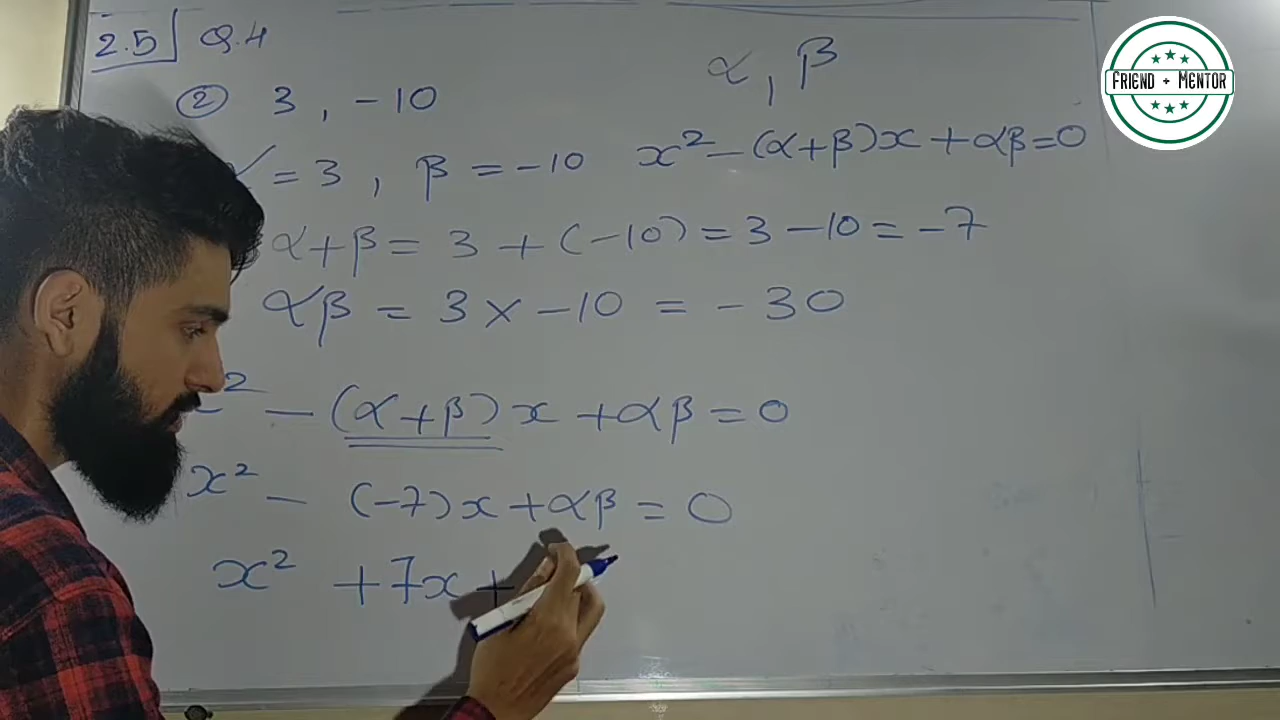 2.5 Q.4
α, β
② 3, -10
FRIEND + MENTOR
= 3, β = -10
x² - (α+β)x + αβ = 0
α+β = 3 + (-10) = 3 - 10 = -7
αβ = 3 × -10 = -30
² - (α+β)x + αβ = 0
x² - (-7)x + αβ = 0
x² + 7x +